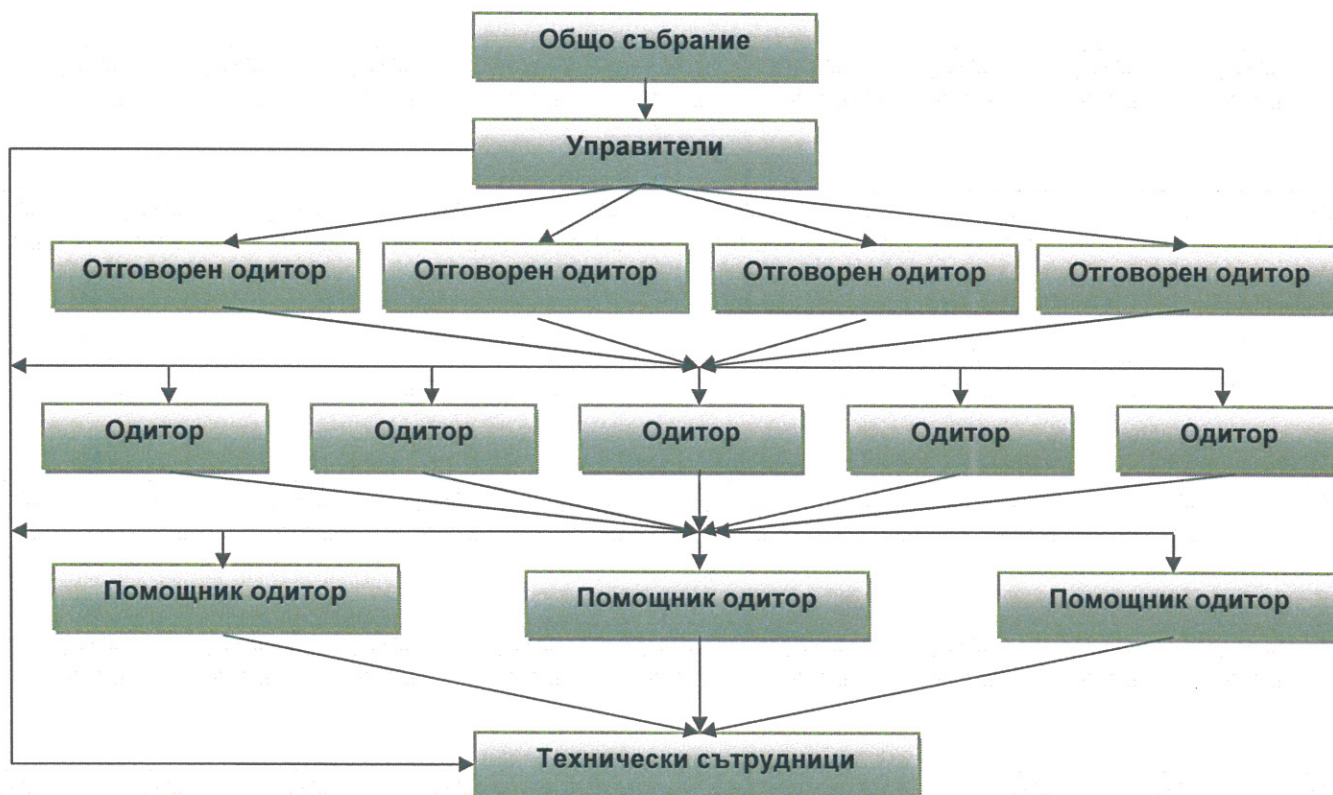 Общо събрание
Управители
Отговорен одитор
Отговорен одитор
Отговорен одитор
Отговорен одитор
Одитор
Одитор
Одитор
Одитор
Одитор
Помощник одитор
Помощник одитор
Помощник одитор
Технически сътрудници